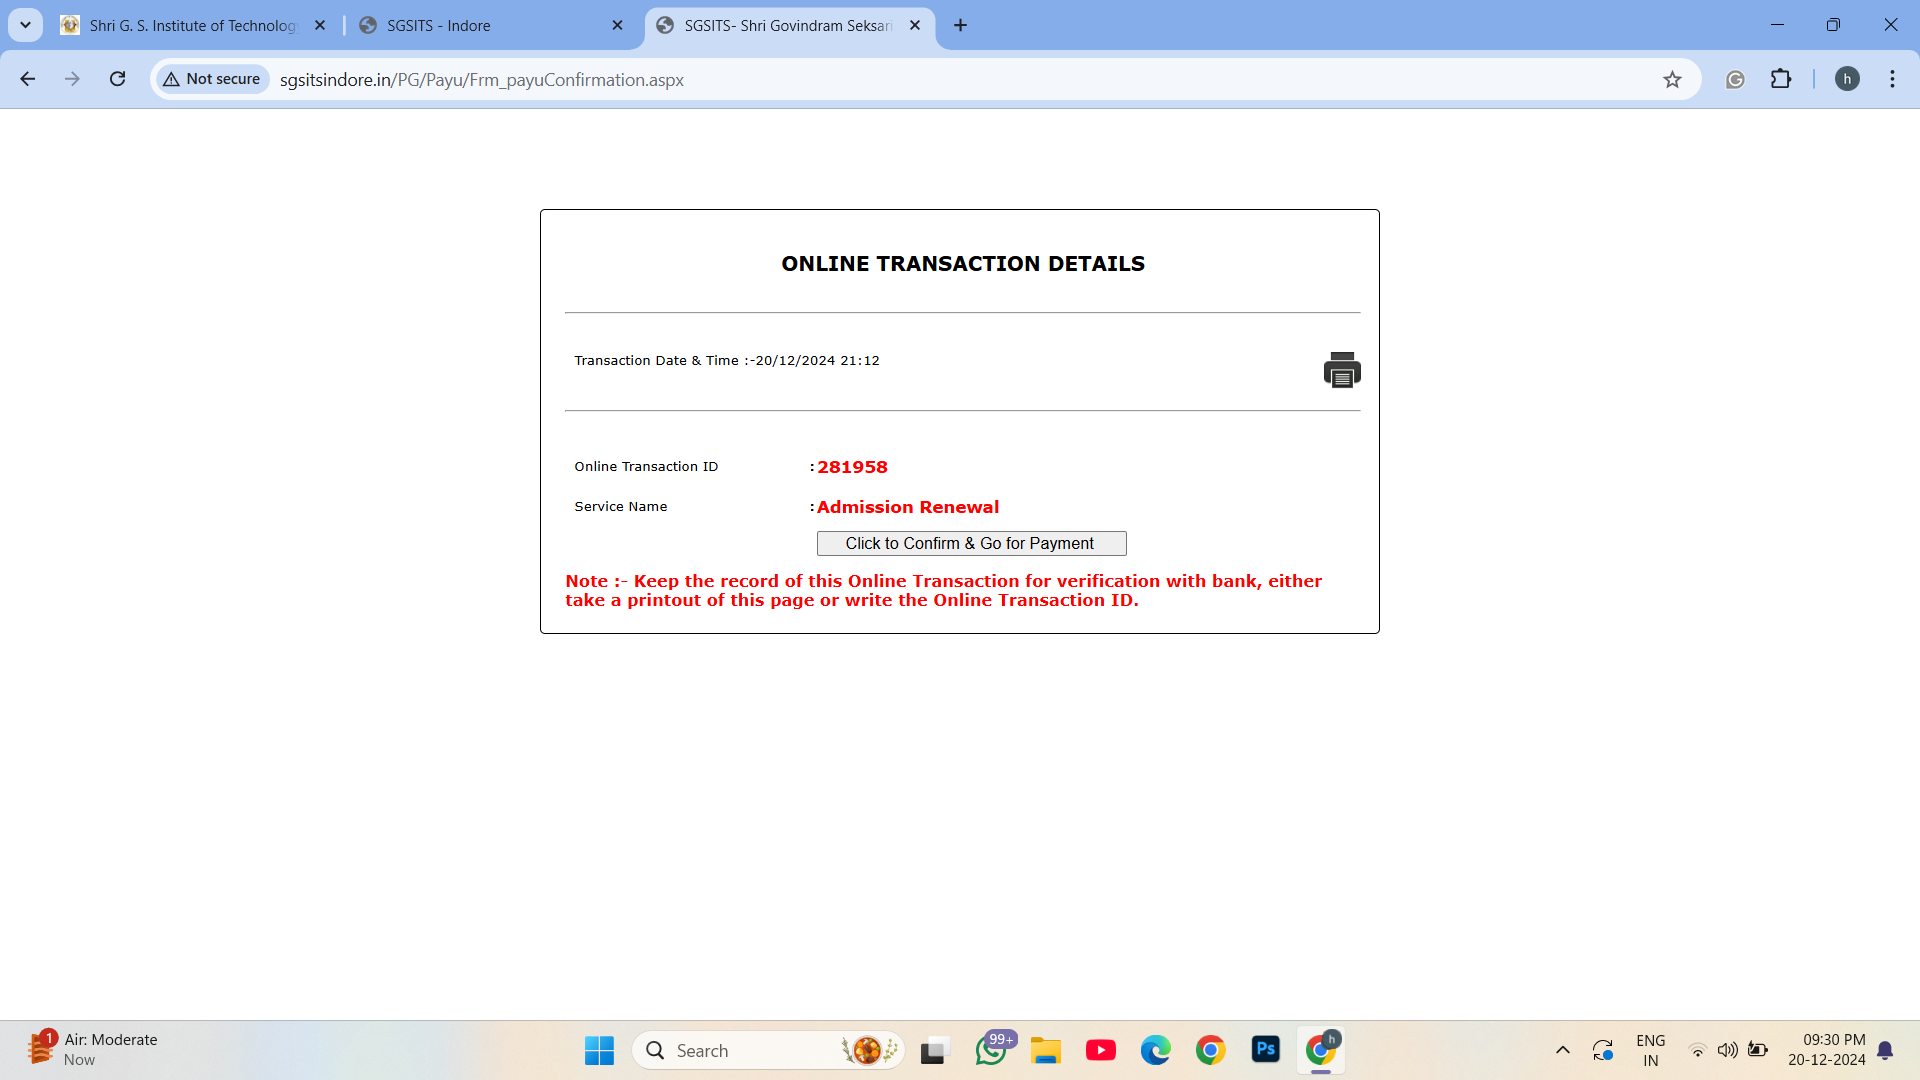 Shri G. S. Institute of Technolog
SGSITS - Indore
SGSITS- Shri Govindram Seksari
Not secure
sgsitsindore.in/PG/Payu/Frm_payuConfirmation.aspx
h
ONLINE TRANSACTION DETAILS
Transaction Date & Time :-20/12/2024 21:12
Online Transaction ID :281958
Service Name :Admission Renewal
Click to Confirm & Go for Payment
Note :- Keep the record of this Online Transaction for verification with bank, either
take a printout of this page or write the Online Transaction ID.
1
Air: Moderate
Now
Search
99+
Ps
h
ENG
IN
09:30 PM
20-12-2024